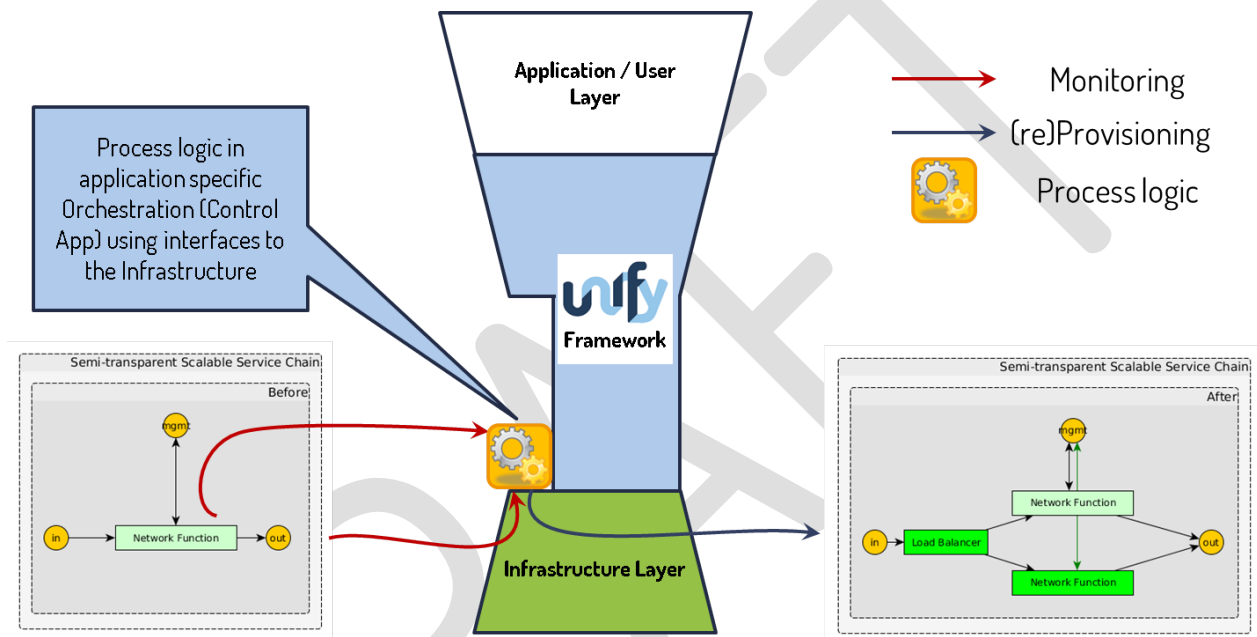 Application / User
Layer
Monitoring
(re)Provisioning
Process logic
Process logic in
application specific
Orchestration (Control
App) using interfaces to
the Infrastructure
unify
Framework
Semi-transparent Scalable Service Chain
Before
mgmt
in
Network Function
out
Semi-transparent Scalable Service Chain
After
mgmt
Network Function
in
Load Balancer
out
Network Function
Infrastructure Layer